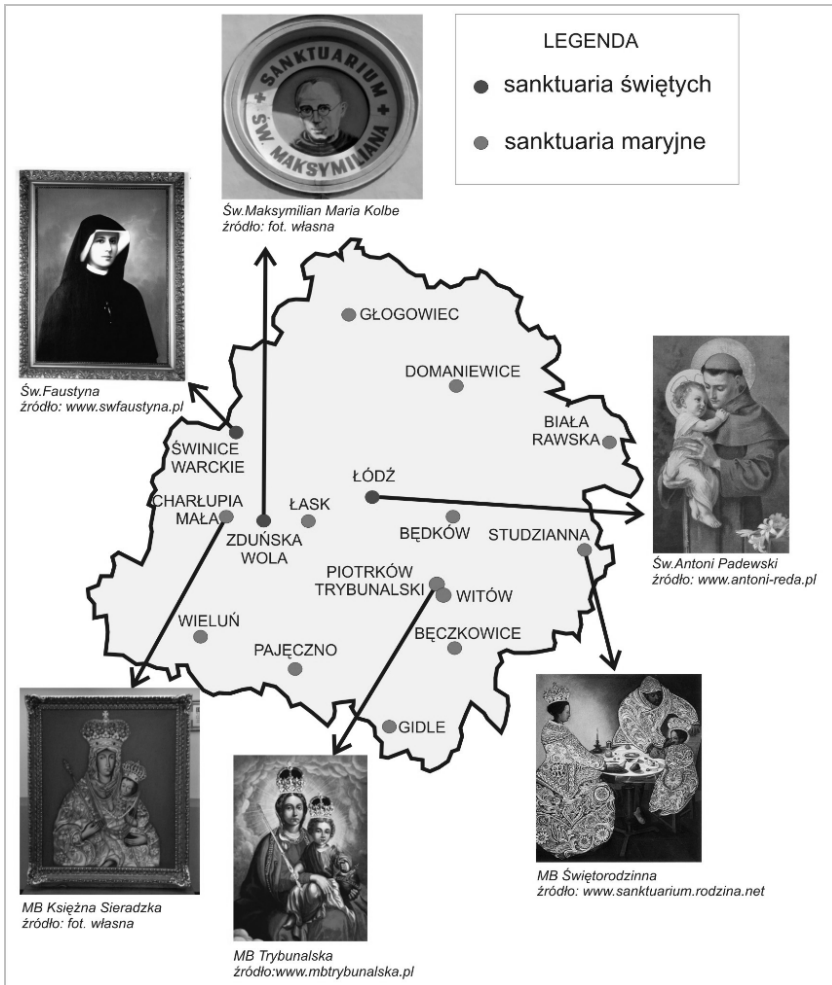 LEGENDA
sanktuaria świętych
sanktuaria maryjne
SANKTUARIUM
ŚW. MAKSYMILIANA
Św.Maksymilian Maria Kolbe
źródło: fot. własna
Św.Faustyna
źródło: www.swfaustyna.pl
GŁOGOWIEC
DOMANIEWICE
BIAŁA
RAWSKA
ŚWINICE
WARCKIE
ŁÓDŹ
CHARŁUPIA
MAŁA
ŁASK
ZDUŃSKA
WOLA
BĘDKÓW
STUDZIANNA
Św.Antoni Padewski
źródło: www.antoni-reda.pl
PIOTRKÓW
TRYBUNALSKI
WITÓW
WIELUŃ
BĘCZKOWICE
PAJĘCZNO
GIDLE
MB Księżna Sieradzka
źródło: fot. własna
MB Trybunalska
źródło:www.mbtrybunalska.pl
MB Świętorodzinna
źródło: www.sanktuarium.rodzina.net